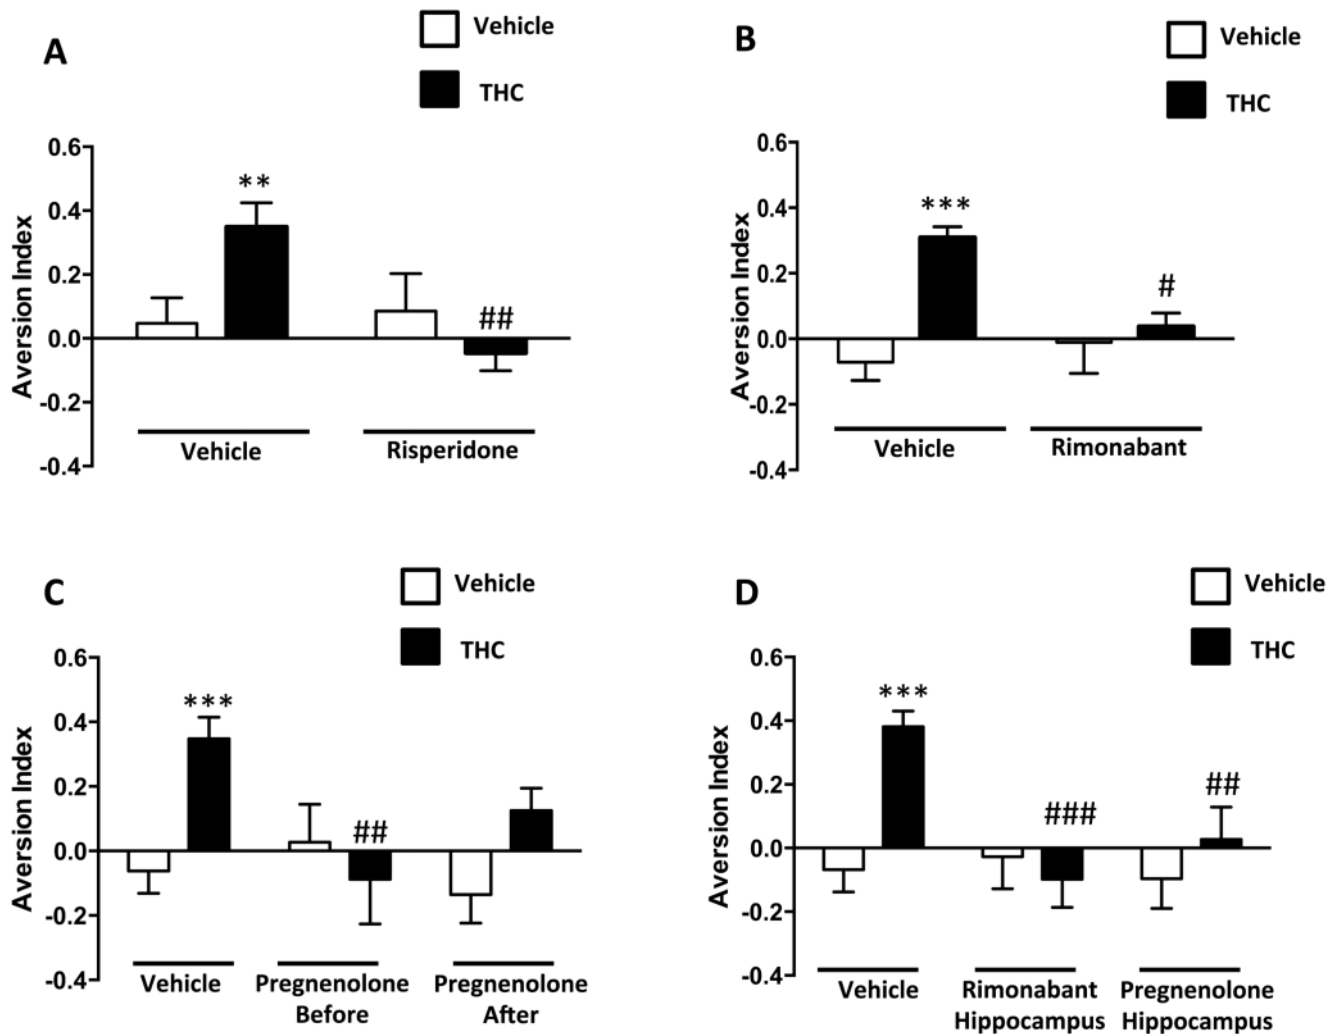 A
Vehicle
THC
Aversion Index
0.6
0.4
0.2
0.0
-0.2
-0.4
**
##
Vehicle
Risperidone
B
Vehicle
THC
Aversion Index
0.6
0.4
0.2
0.0
-0.2
-0.4
***
#
Vehicle
Rimonabant
C
Vehicle
THC
Aversion Index
0.6
0.4
0.2
0.0
-0.2
-0.4
***
##
Vehicle
Pregnenolone
Before
Pregnenolone
After
D
Vehicle
THC
Aversion Index
0.6
0.4
0.2
0.0
-0.2
-0.4
***
###
##
Vehicle
Rimonabant
Hippocampus
Pregnenolone
Hippocampus